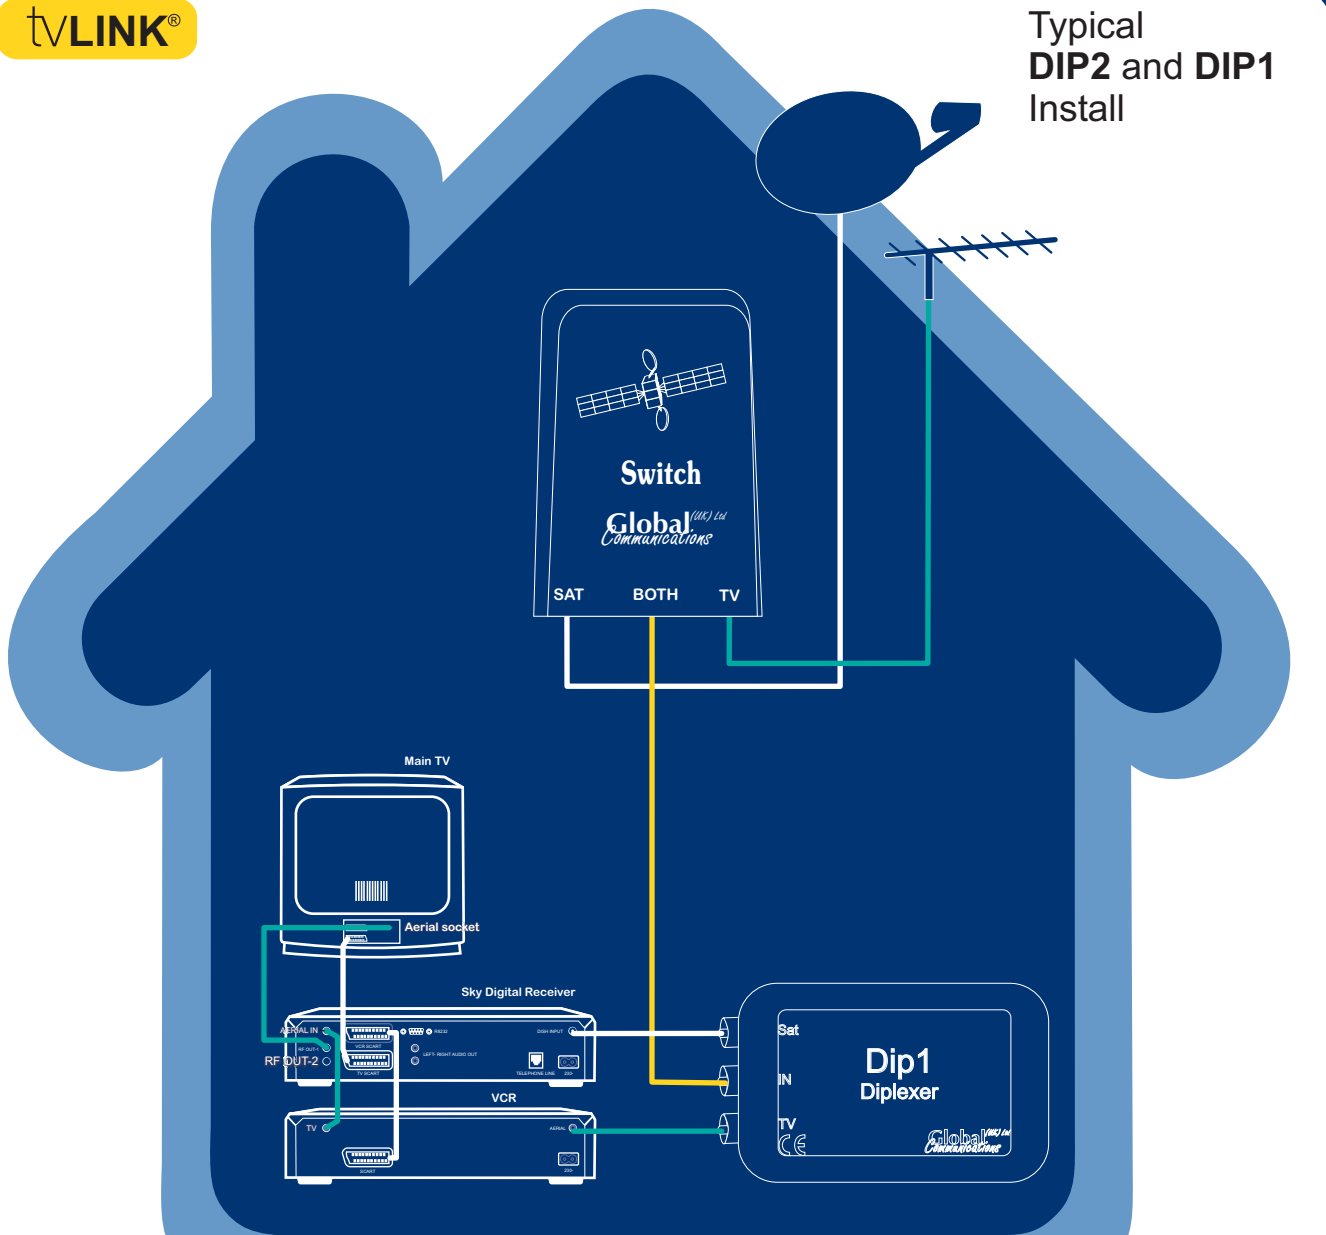 tvLINK®
Typical
DIP2 and DIP1
Install
Switch
Global (UK) Ltd
Communications
SAT BOTH TV
Main TV
Aerial socket
Sky Digital Receiver
AERIAL IN
RS232
DISH INPUT
RF OUT-1
VCR SCART
LEFT- RIGHT AUDIO OUT
RF OUT-2
TV SCART
TELEPHONE LINE
VCR
TV
AERIAL
SCART
Sat
Dip1
IN
Diplexer
TV
CE
Global (UK) Ltd
Communications